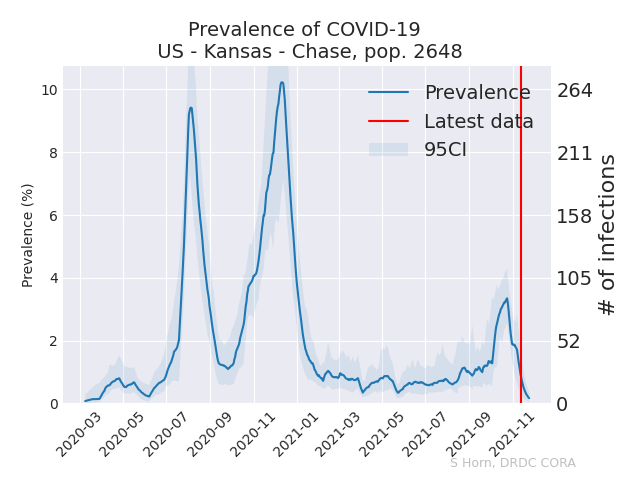 Prevalence of COVID-19
US - Kansas - Chase, pop. 2648
Prevalence (%)
10
8
6
4
2
0
Prevalence
Latest data
95CI
264
211
158
105
52
0
# of infections
2020-03
2020-05
2020-07
2020-09
2020-11
2021-01
2021-03
2021-05
2021-07
2021-09
2021-11
S Horn, DRDC CORA